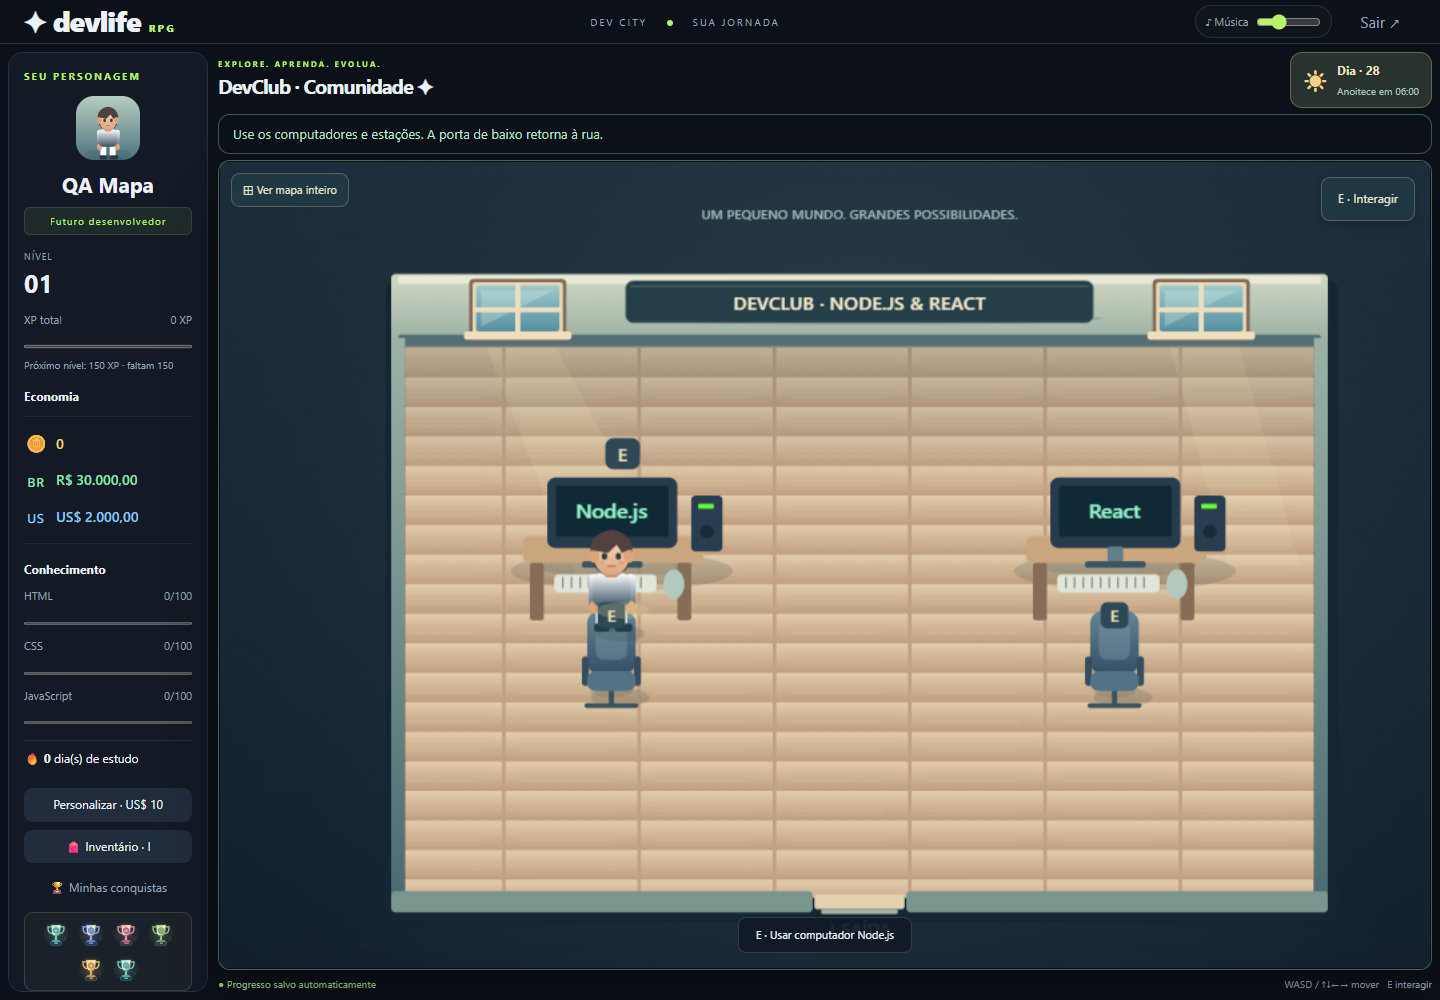 ✦ devlife RPG
DEV CITY ● SUA JORNADA
♪ Música
Sair ↗
SEU PERSONAGEM
QA Mapa
Futuro desenvolvedor
NÍVEL
01
XP total 0 XP
Próximo nível: 150 XP · faltam 150
Economia
0
BR R$ 30.000,00
US US$ 2.000,00
Conhecimento
HTML 0/100
CSS 0/100
JavaScript 0/100
0 dia(s) de estudo
Personalizar · US$ 10
Inventário · I
Minhas conquistas
EXPLORE. APRENDA. EVOLUA.
DevClub · Comunidade ✦
Dia · 28
Anoitece em 06:00
Use os computadores e estações. A porta de baixo retorna à rua.
Ver mapa inteiro
E · Interagir
UM PEQUENO MUNDO. GRANDES POSSIBILIDADES.
DEVCLUB · NODE.JS & REACT
E
Node.js
React
E
E
E · Usar computador Node.js
● Progresso salvo automaticamente
WASD / ↑↓←→ mover E interagir